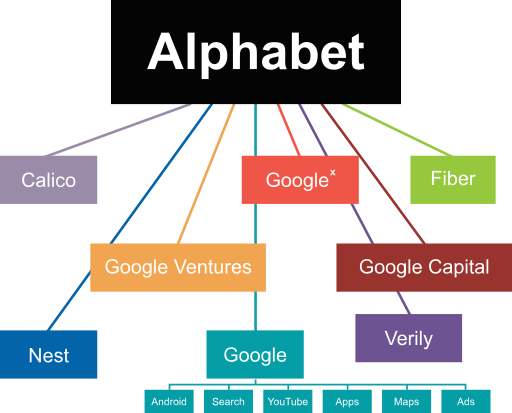 Alphabet
Calico
Google x
Fiber
Google Ventures
Google Capital
Nest
Google
Verily
Android
Search
YouTube
Apps
Maps
Ads